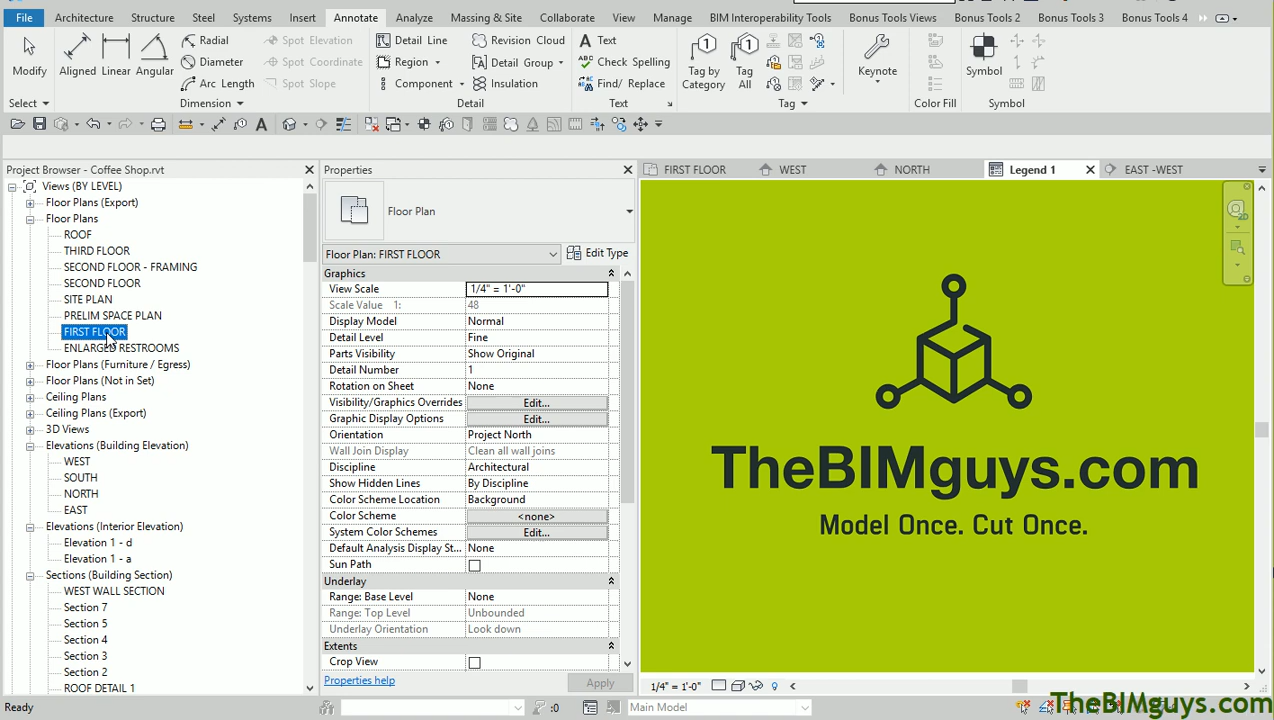 File Architecture Structure Steel Systems Insert Annotate Analyze Massing & Site Collaborate View Manage BIM Interoperability Tools Bonus Tools Views Bonus Tools 2 Bonus Tools 3 Bonus Tools 4
Modify Aligned Linear Angular Radial Spot Elevation Detail Line Revision Cloud Text Tag by Category Tag All Keynote Symbol
Diameter Spot Coordinate Region Detail Group Check Spelling
Arc Length Spot Slope Component Insulation Find/ Replace
Select Dimension Detail Text Tag Color Fill Symbol
Project Browser - Coffee Shop.rvt
Views (BY LEVEL)
Floor Plans (Export)
Floor Plans
ROOF
THIRD FLOOR
SECOND FLOOR - FRAMING
SECOND FLOOR
SITE PLAN
PRELIM SPACE PLAN
FIRST FLOOR
ENLARGED RESTROOMS
Floor Plans (Furniture / Egress)
Floor Plans (Not in Set)
Ceiling Plans
Ceiling Plans (Export)
3D Views
Elevations (Building Elevation)
WEST
SOUTH
NORTH
EAST
Elevations (Interior Elevation)
Elevation 1 - d
Elevation 1 - a
Sections (Building Section)
WEST WALL SECTION
Section 7
Section 5
Section 4
Section 3
Section 2
ROOF DETAIL 1
Properties
Floor Plan
Floor Plan: FIRST FLOOR Edit Type
Graphics
View Scale 1/4" = 1'-0"
Scale Value 1: 48
Display Model Normal
Detail Level Fine
Parts Visibility Show Original
Detail Number 1
Rotation on Sheet None
Visibility/Graphics Overrides Edit...
Graphic Display Options Edit...
Orientation Project North
Wall Join Display Clean all wall joins
Discipline Architectural
Show Hidden Lines By Discipline
Color Scheme Location Background
Color Scheme <none>
System Color Schemes Edit...
Default Analysis Display St... None
Sun Path
Underlay
Range: Base Level None
Range: Top Level Unbounded
Underlay Orientation Look down
Extents
Crop View
Properties help Apply
FIRST FLOOR WEST NORTH Legend 1 EAST -WEST
TheBIMguys.com
Model Once. Cut Once.
1/4" = 1'-0"
Ready :0 Main Model
TheBIMguys.com